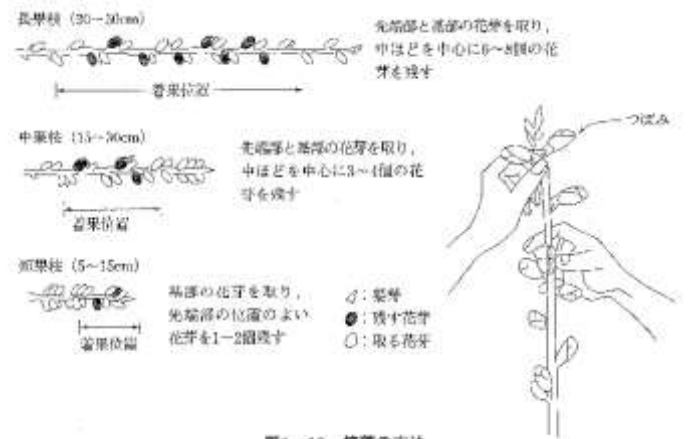 長果枝 (20~30cm)
先端部と基部の花芽を取り,
中ほどを中心に6~8個の花
芽を残す
着果位置
中果枝 (15~30cm)
先端部と基部の花芽を取り,
中ほどを中心に3~4個の花
芽を残す
着果位置
つぼみ
短果枝 (5~15cm)
基部の花芽を取り,
先端部の位置のよい
花芽を1~2個残す
着果位置
:葉芽
:残す花芽
:取る花芽